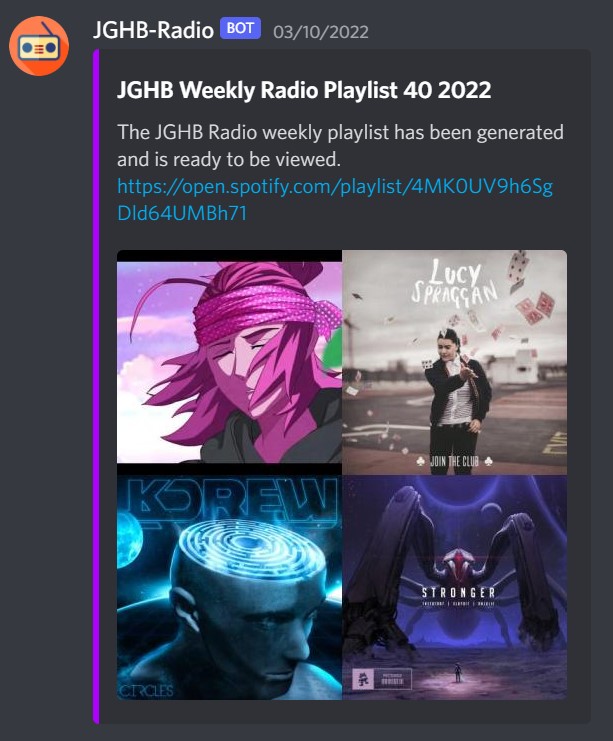 JGHB-Radio BOT 03/10/2022
JGHB Weekly Radio Playlist 40 2022
The JGHB Radio weekly playlist has been generated
and is ready to be viewed.
https://open.spotify.com/playlist/4MK0UV9h6Sg
Dld64UMBh71
LUCY
SPRAGGAN
♣ JOIN THE CLUB ♣
KDREW
CIRCLES
STRONGER